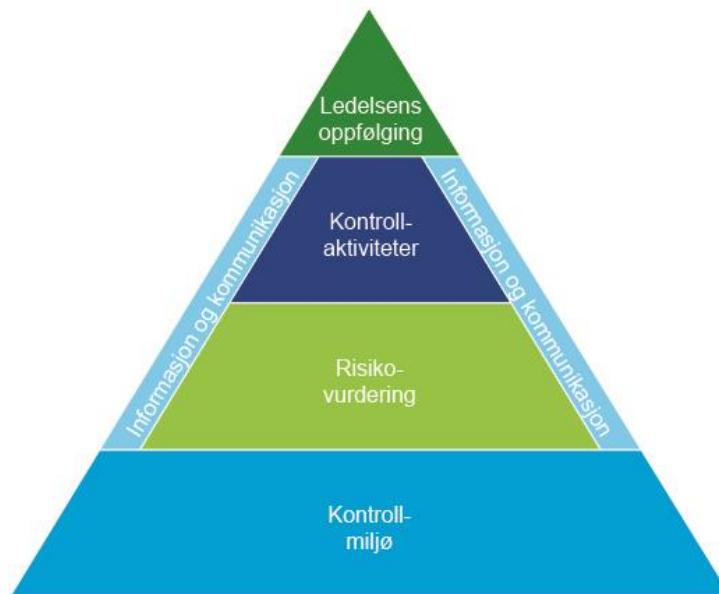 Ledelsens
oppfølging
Informasjon og kommunikasjon
Kontroll-
aktiviteter
Informasjon og kommunikasjon
Risiko-
vurdering
Kontroll-
miljø